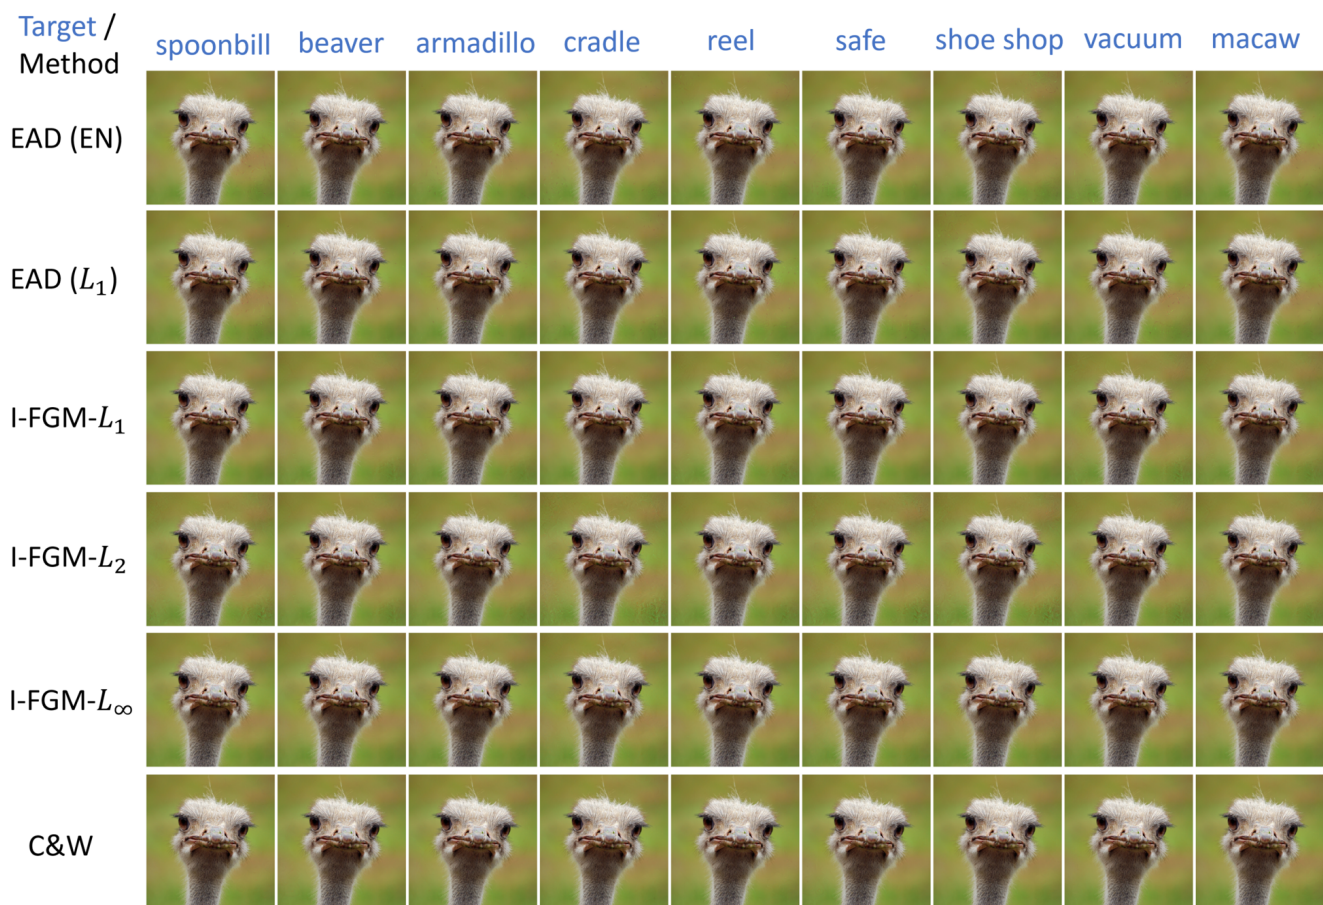 Target /
Method
spoonbill beaver armadillo cradle reel safe shoe shop vacuum macaw
EAD (EN)
EAD (L₁)
I-FGM-L₁
I-FGM-L₂
I-FGM-L∞
C&W